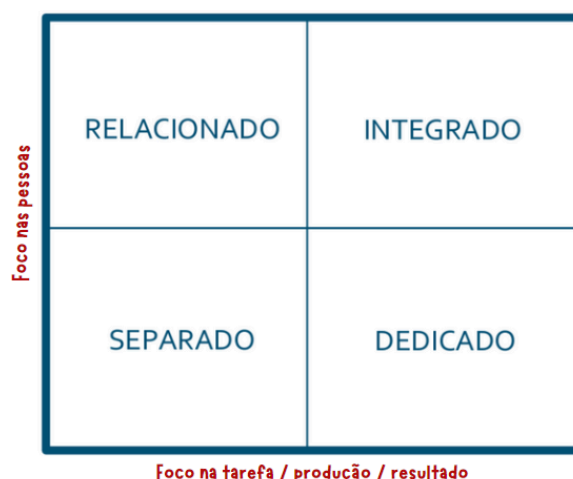 RELACIONADO
INTEGRADO
Foco nas pessoas
SEPARADO
DEDICADO
Foco na tarefa / produção / resultado